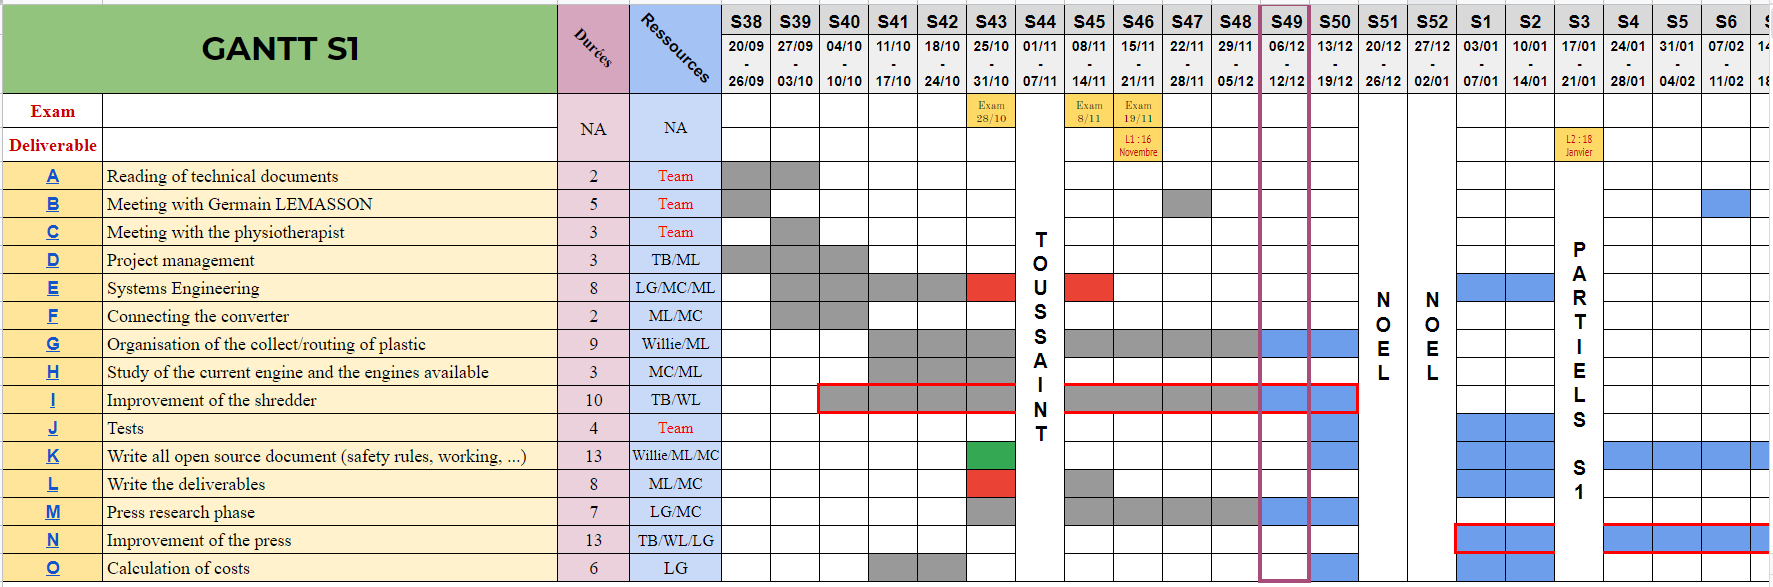 GANTT S1 Durées Ressources S38 S39 S40 S41 S42 S43 S44 S45 S46 S47 S48 S49 S50 S51 S52 S1 S2 S3 S4 S5 S6
20/09 27/09 04/10 11/10 18/10 25/10 01/11 08/11 15/11 22/11 29/11 06/12 13/12 20/12 27/12 03/01 10/01 17/01 24/01 31/01 07/02
- - - - - - - - - - - - - - - - - - - - -
26/09 03/10 10/10 17/10 24/10 31/10 07/11 14/11 21/11 28/11 05/12 12/12 19/12 26/12 02/01 07/01 14/01 21/01 28/01 04/02 11/02
Exam NA NA Exam 28/10 Exam 8/11 Exam 19/11
Deliverable L1 : 16 Novembre L2 : 18 Janvier
A Reading of technical documents 2 Team
B Meeting with Germain LEMASSON 5 Team
C Meeting with the physiotherapist 3 Team
D Project management 3 TB/ML
E Systems Engineering 8 LG/MC/ML
F Connecting the converter 2 ML/MC
G Organisation of the collect/routing of plastic 9 Willie/ML
H Study of the current engine and the engines available 3 MC/ML
I Improvement of the shredder 10 TB/WL
J Tests 4 Team
K Write all open source document (safety rules, working, ...) 13 Willie/ML/MC
L Write the deliverables 8 ML/MC
M Press research phase 7 LG/MC
N Improvement of the press 13 TB/WL/LG
O Calculation of costs 6 LG
TOUSSAINT
NOEL
NOEL
PARTIELS S1